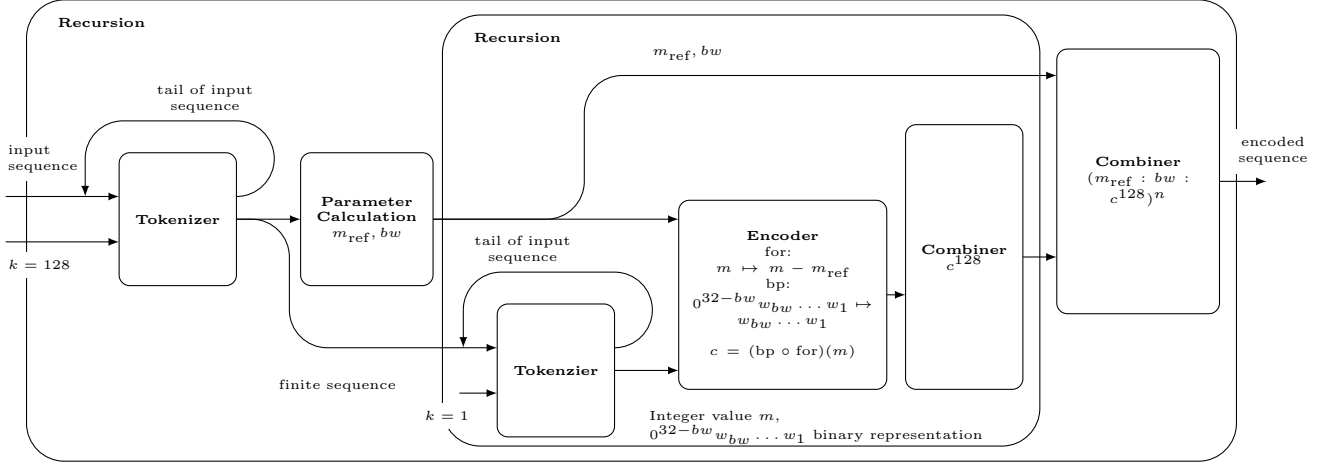 Recursion
Recursion
m_ref, bw
tail of input
sequence
input
sequence
Tokenizer
k = 128
Parameter
Calculation
m_ref, bw
tail of input
sequence
Encoder
for:
m ↦ m − m_ref
bp:
0^{32−bw} w_{bw} … w_1 ↦
w_{bw} … w_1
c = (bp ∘ for)(m)
Combiner
c^{128}
Combiner
(m_ref : bw :
c^{128})^n
encoded
sequence
Tokenzier
finite sequence
k = 1
Integer value m,
0^{32−bw} w_{bw} … w_1 binary representation